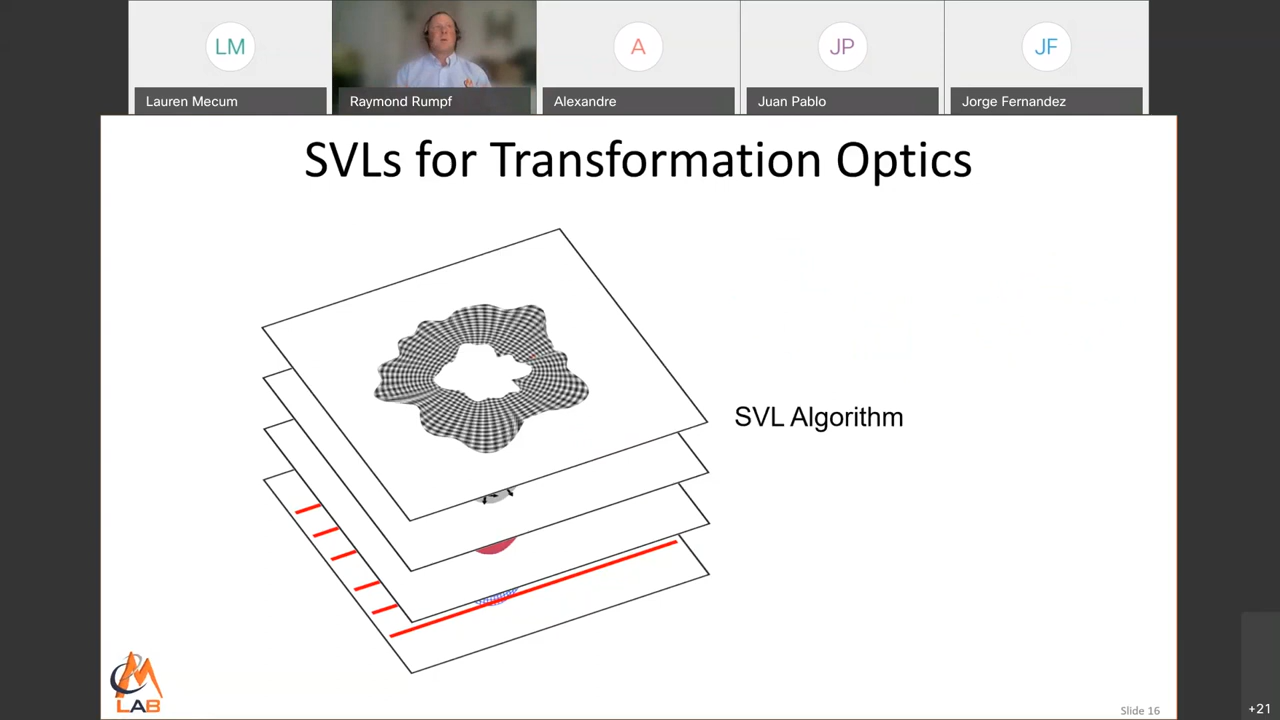 LM
Lauren Mecum
Raymond Rumpf
A
Alexandre
JP
Juan Pablo
JF
Jorge Fernandez
SVLs for Transformation Optics
SVL Algorithm
M
LAB
Slide 16
+21